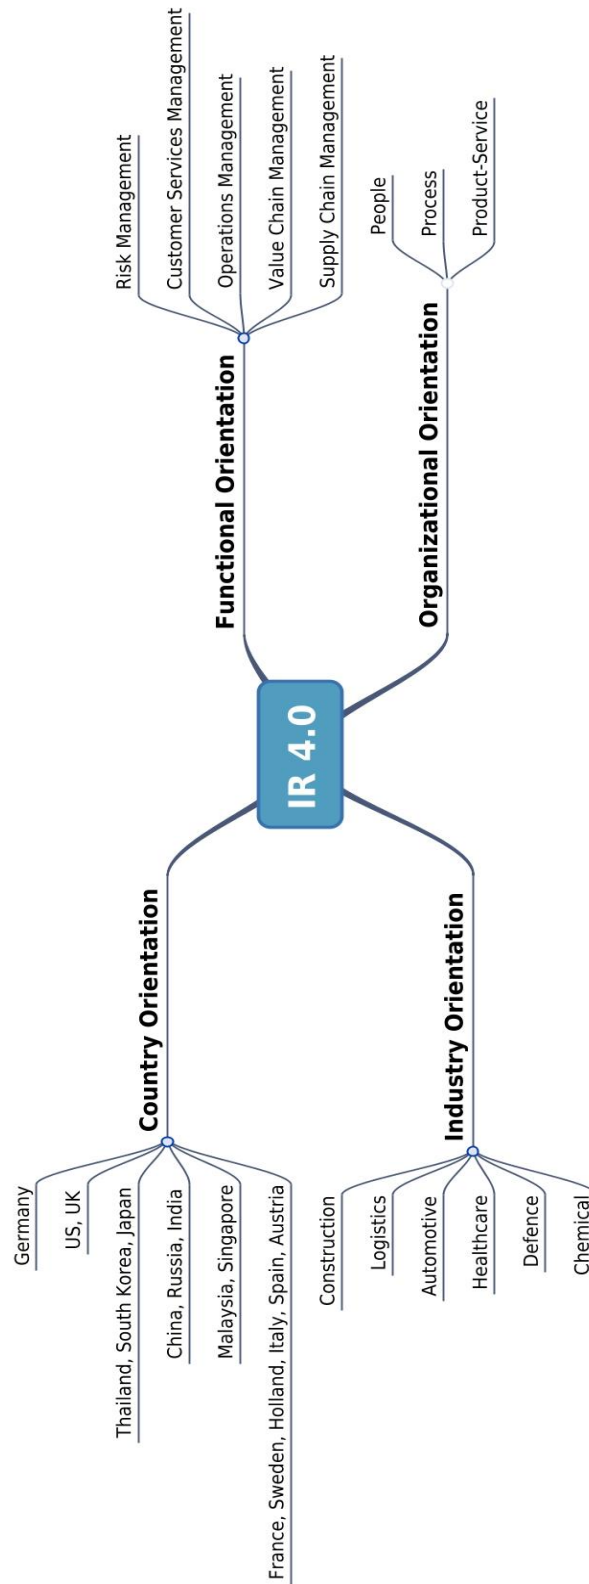 IR 4.0
Country Orientation
Germany
US, UK
Thailand, South Korea, Japan
China, Russia, India
Malaysia, Singapore
France, Sweden, Holland, Italy, Spain, Austria
Industry Orientation
Construction
Logistics
Automotive
Healthcare
Defence
Chemical
Functional Orientation
Risk Management
Customer Services Management
Operations Management
Value Chain Management
Supply Chain Management
Organizational Orientation
People
Process
Product-Service